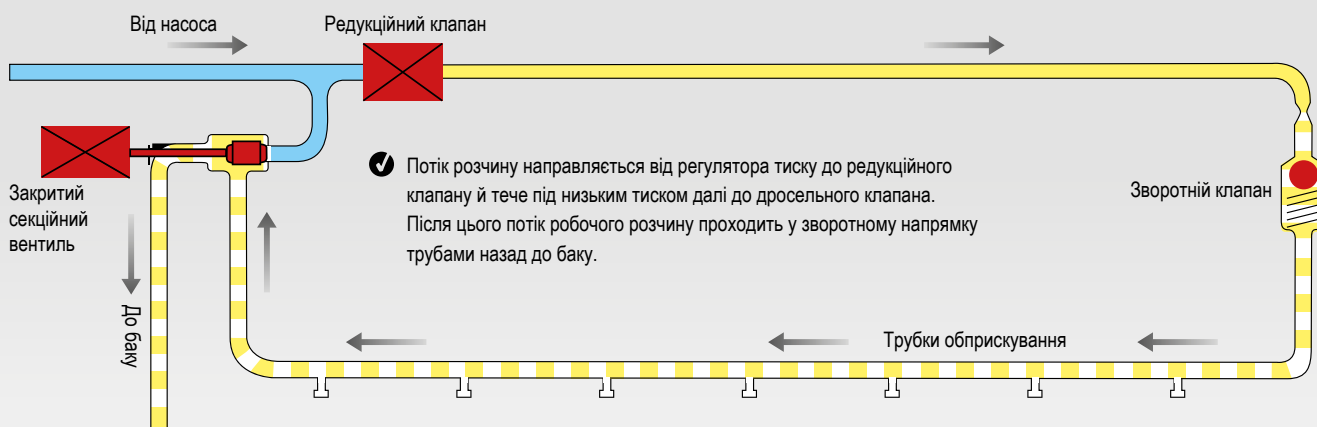 Від насоса
Редукційний клапан
Закритий
секційний
вентиль
До баку
Потік розчину направляється від регулятора тиску до редукційного
клапану й тече під низьким тиском далі до дросельного клапана.
Після цього потік робочого розчину проходить у зворотному напрямку
трубами назад до баку.
Зворотній клапан
Трубки обприскування